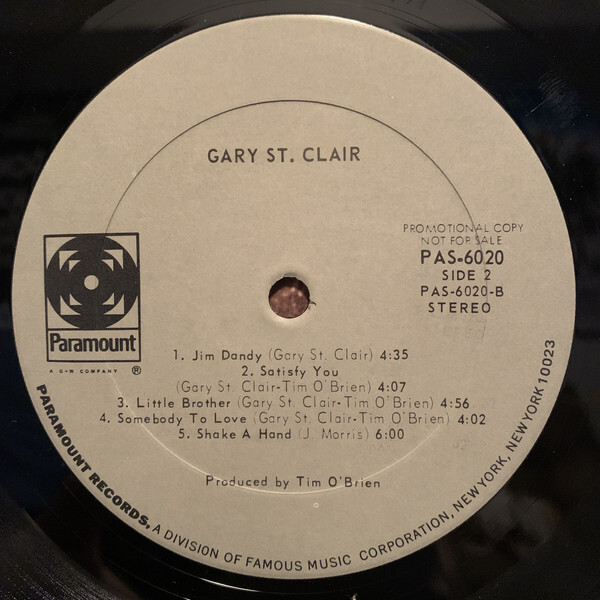 GARY ST. CLAIR
PROMOTIONAL COPY
NOT FOR SALE
PAS-6020
SIDE 2
PAS-6020-B
STEREO
Paramount
A G+W COMPANY ®
1. Jim Dandy (Gary St. Clair) 4:35
2. Satisfy You
(Gary St. Clair-Tim O'Brien) 4:07
3. Little Brother (Gary St. Clair-Tim O'Brien) 4:56
4. Somebody To Love (Gary St. Clair-Tim O'Brien) 4:02
5. Shake A Hand (J. Morris) 6:00
Produced by Tim O'Brien
PARAMOUNT RECORDS, A DIVISION OF FAMOUS MUSIC CORPORATION, NEW YORK, NEW YORK 10023